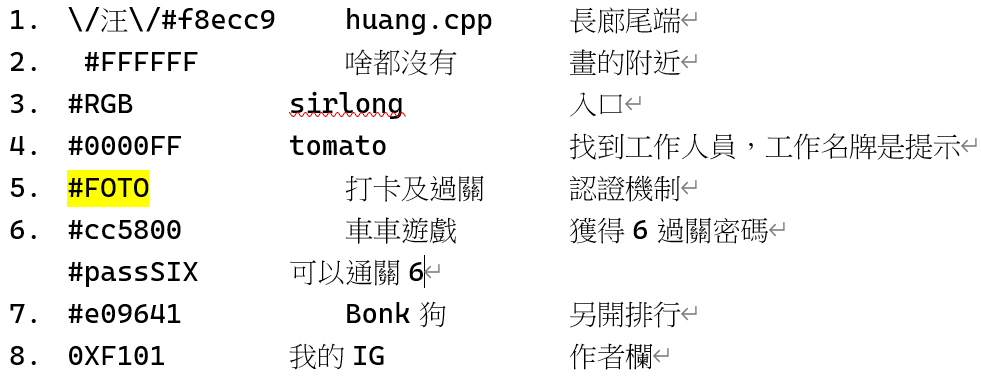 1. \/汪\/#f8ecc9 huang.cpp 長廊尾端
2. #FFFFFF 啥都沒有 畫的附近
3. #RGB sirlong 入口
4. #0000FF tomato 找到工作人員，工作名牌是提示
5. #FOTO 打卡及過關 認證機制
6. #cc5800 車車遊戲 獲得 6 過關密碼
#passSIX 可以通關 6
7. #e09641 Bonk 狗 另開排行
8. 0XF101 我的 IG 作者欄